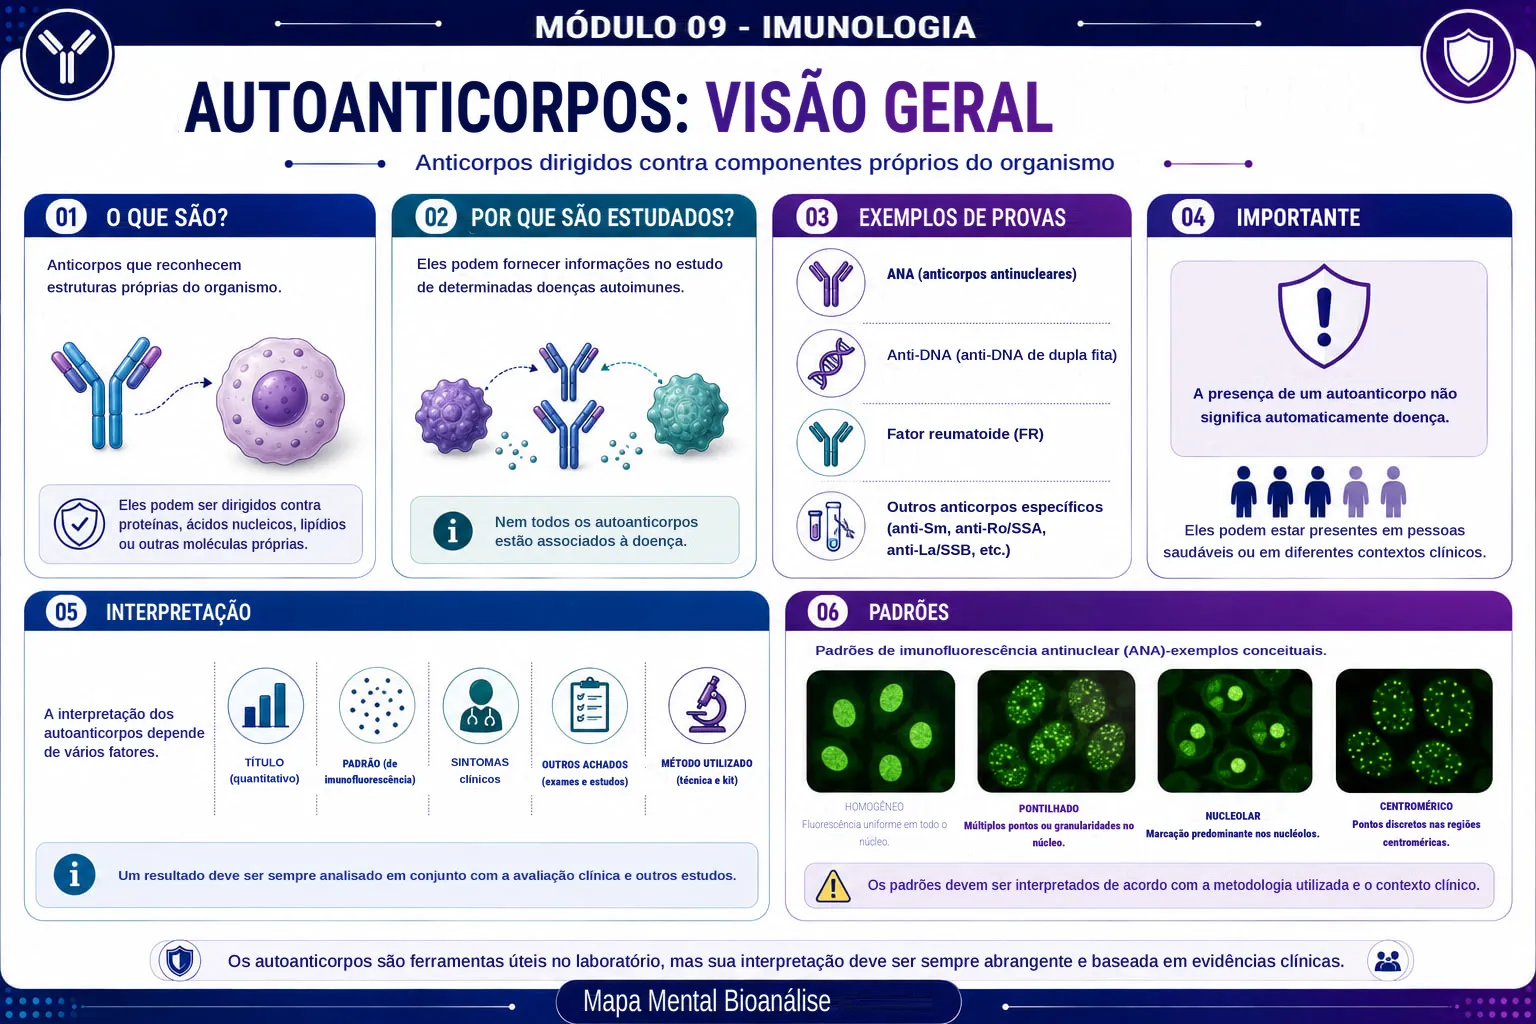 MÓDULO 09 - IMUNOLOGIA
AUTOANTICORPOS: VISÃO GERAL
Anticorpos dirigidos contra componentes próprios do organismo
01 O QUE SÃO?
Anticorpos que reconhecem
estruturas próprias do organismo.
Eles podem ser dirigidos contra
proteínas, ácidos nucleicos, lipídios
ou outras moléculas próprias.
02 POR QUE SÃO ESTUDADOS?
Eles podem fornecer informações no estudo
de determinadas doenças autoimunes.
i
Nem todos os autoanticorpos
estão associados à doença.
03 EXEMPLOS DE PROVAS
ANA (anticorpos antinucleares)
Anti-DNA (anti-DNA de dupla fita)
Fator reumatoide (FR)
Outros anticorpos específicos
(anti-Sm, anti-Ro/SSA,
anti-La/SSB, etc.)
04 IMPORTANTE
!
A presença de um autoanticorpo não
significa automaticamente doença.
Eles podem estar presentes em pessoas
saudáveis ou em diferentes contextos clínicos.
05 INTERPRETAÇÃO
A interpretação dos
autoanticorpos depende
de vários fatores.
TÍTULO
(quantitativo)
PADRÃO (de
imunofluorescência)
SINTOMAS
clínicos
OUTROS ACHADOS
(exames e estudos)
MÉTODO UTILIZADO
(técnica e kit)
i
Um resultado deve ser sempre analisado em conjunto com a avaliação clínica e outros estudos.
06 PADRÕES
Padrões de imunofluorescência antinuclear (ANA)-exemplos conceituais.
HOMOGÊNEO
Fluorescência uniforme em todo o
núcleo.
PONTILHADO
Múltiplos pontos ou granularidades no
núcleo.
NUCLEOLAR
Marcação predominante nos nucléolos.
CENTROMÉRICO
Pontos discretos nas regiões
centroméricas.
!
Os padrões devem ser interpretados de acordo com a metodologia utilizada e o contexto clínico.
Os autoanticorpos são ferramentas úteis no laboratório, mas sua interpretação deve ser sempre abrangente e baseada em evidências clínicas.
Mapa Mental Bioanálise